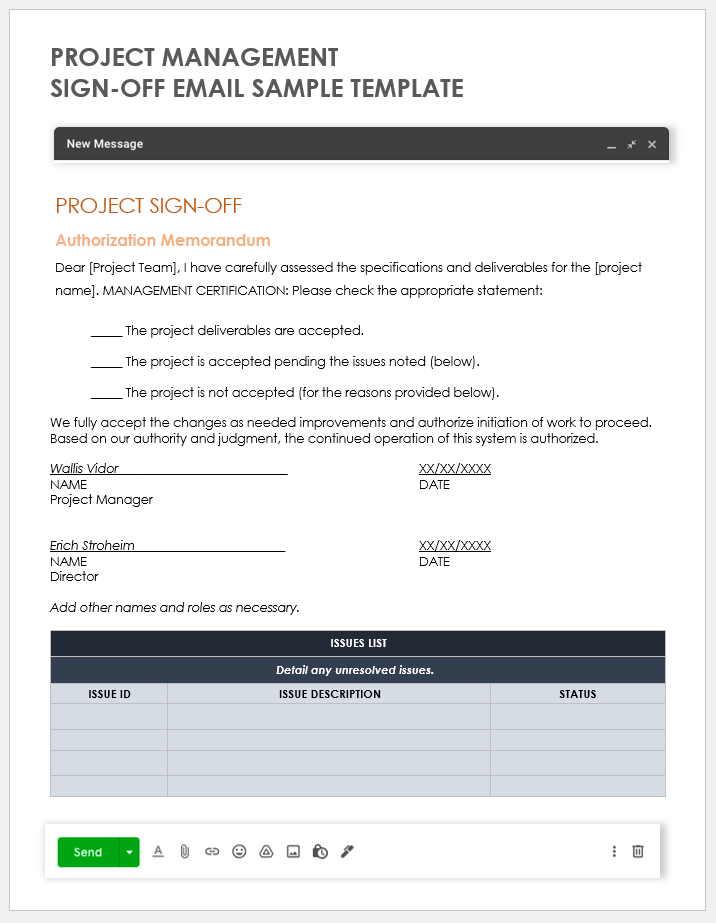 PROJECT MANAGEMENT
SIGN-OFF EMAIL SAMPLE TEMPLATE
New Message
PROJECT SIGN-OFF
Authorization Memorandum
Dear [Project Team], I have carefully assessed the specifications and deliverables for the [project
name]. MANAGEMENT CERTIFICATION: Please check the appropriate statement:
_____ The project deliverables are accepted.
_____ The project is accepted pending the issues noted (below).
_____ The project is not accepted (for the reasons provided below).
We fully accept the changes as needed improvements and authorize initiation of work to proceed.
Based on our authority and judgment, the continued operation of this system is authorized.
Wallis Vidor XX/XX/XXXX
NAME DATE
Project Manager
Erich Stroheim XX/XX/XXXX
NAME DATE
Director
Add other names and roles as necessary.
ISSUES LIST
Detail any unresolved issues.
ISSUE ID ISSUE DESCRIPTION STATUS
Send